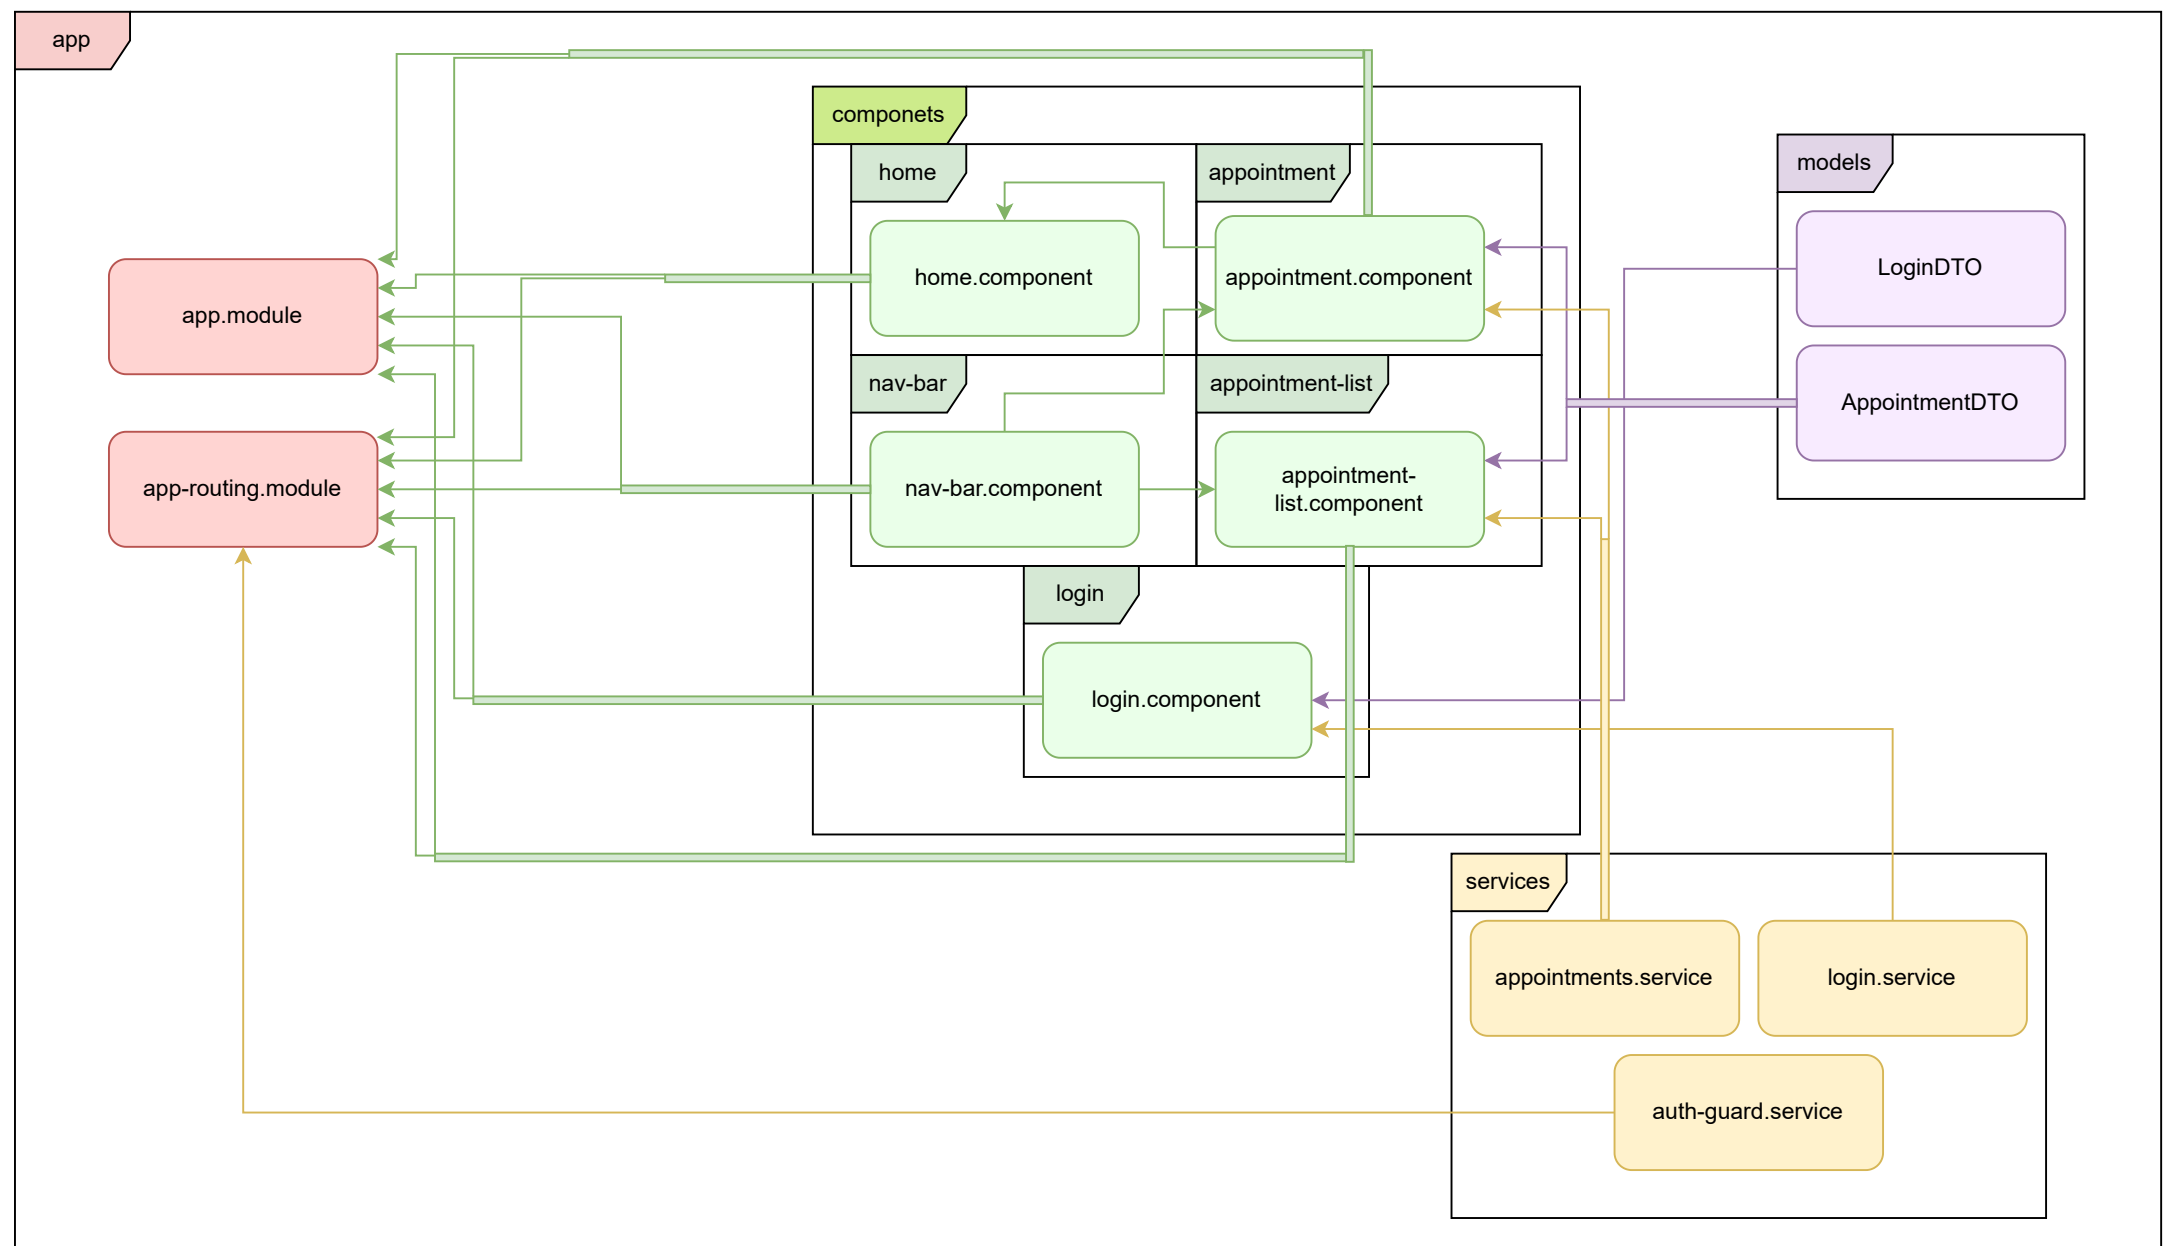 app
componets
home
appointment
models
home.component
appointment.component
LoginDTO
app.module
nav-bar
appointment-list
AppointmentDTO
app-routing.module
nav-bar.component
appointment-
list.component
login
login.component
services
appointments.service
login.service
auth-guard.service